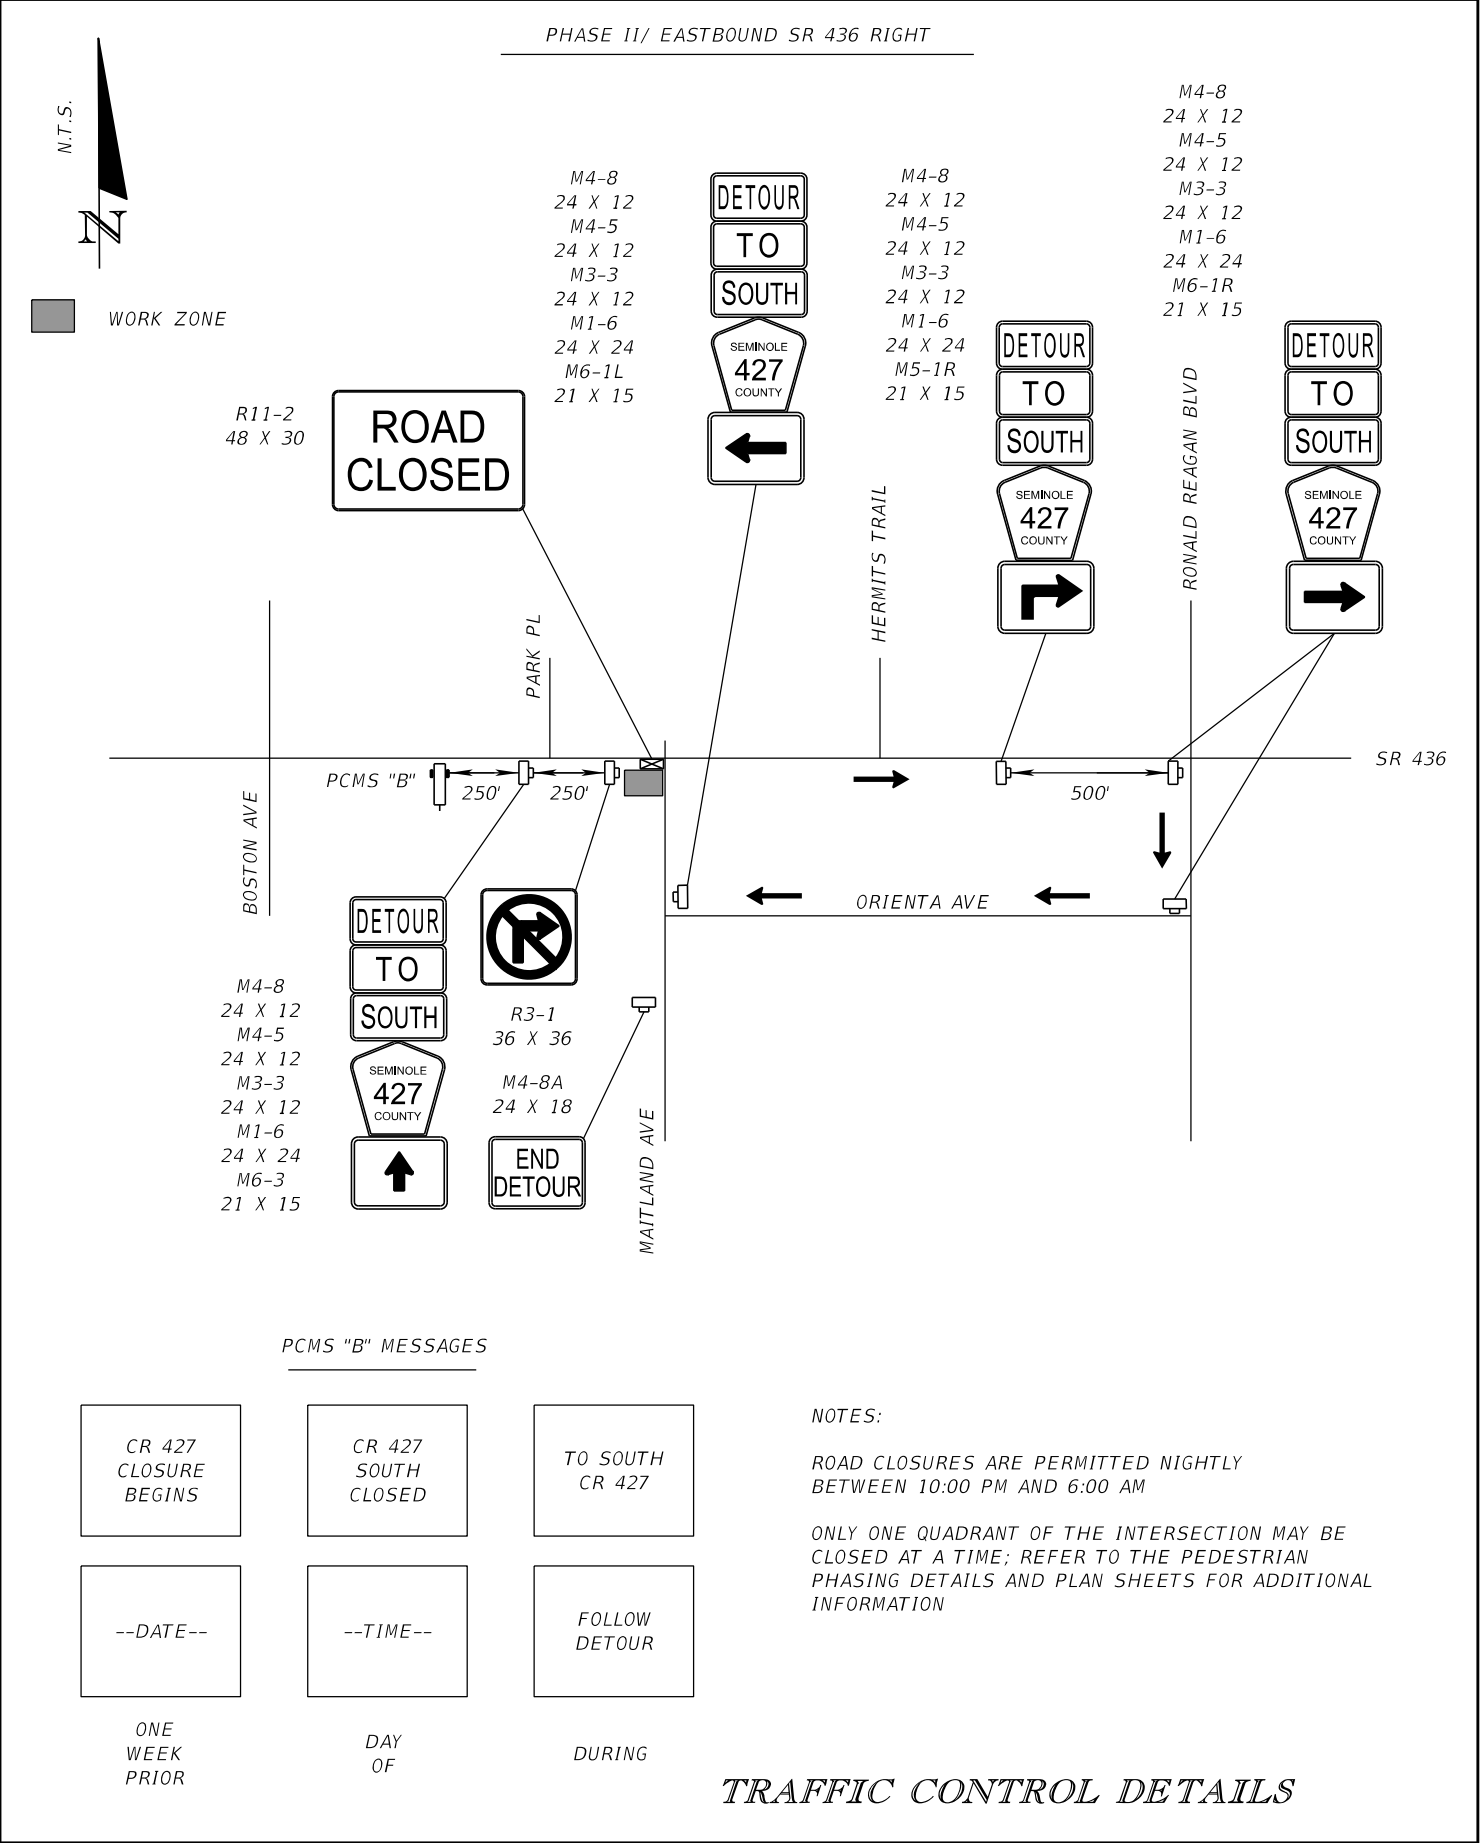 PHASE II/ EASTBOUND SR 436 RIGHT
N.T.S.
N
WORK ZONE
R11-2
48 X 30
ROAD
CLOSED
M4-8
24 X 12
M4-5
24 X 12
M3-3
24 X 12
M1-6
24 X 24
M6-1L
21 X 15
DETOUR
TO
SOUTH
SEMINOLE
427
COUNTY
M4-8
24 X 12
M4-5
24 X 12
M3-3
24 X 12
M1-6
24 X 24
M5-1R
21 X 15
DETOUR
TO
SOUTH
SEMINOLE
427
COUNTY
M4-8
24 X 12
M4-5
24 X 12
M3-3
24 X 12
M1-6
24 X 24
M6-1R
21 X 15
DETOUR
TO
SOUTH
SEMINOLE
427
COUNTY
BOSTON AVE
PARK PL
HERMITS TRAIL
RONALD REAGAN BLVD
SR 436
PCMS "B"
250'
250'
500'
ORIENTA AVE
MAITLAND AVE
M4-8
24 X 12
M4-5
24 X 12
M3-3
24 X 12
M1-6
24 X 24
M6-3
21 X 15
DETOUR
TO
SOUTH
SEMINOLE
427
COUNTY
R3-1
36 X 36
M4-8A
24 X 18
END
DETOUR
PCMS "B" MESSAGES
CR 427
CLOSURE
BEGINS
CR 427
SOUTH
CLOSED
TO SOUTH
CR 427
--DATE--
--TIME--
FOLLOW
DETOUR
ONE
WEEK
PRIOR
DAY
OF
DURING
NOTES:
ROAD CLOSURES ARE PERMITTED NIGHTLY
BETWEEN 10:00 PM AND 6:00 AM
ONLY ONE QUADRANT OF THE INTERSECTION MAY BE
CLOSED AT A TIME; REFER TO THE PEDESTRIAN
PHASING DETAILS AND PLAN SHEETS FOR ADDITIONAL
INFORMATION
TRAFFIC CONTROL DETAILS